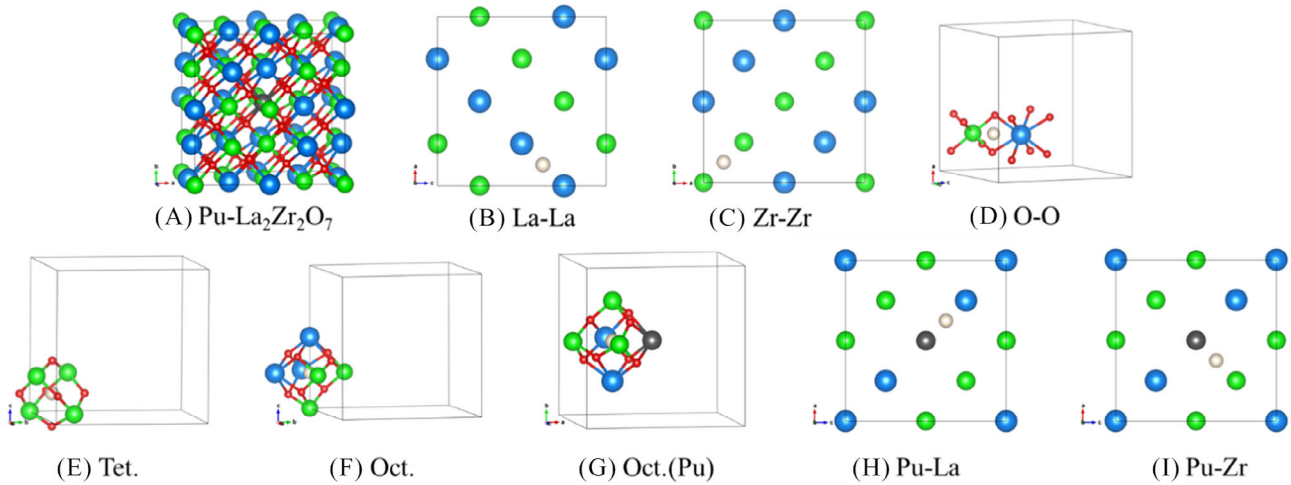 (A) Pu-La₂Zr₂O₇
(B) La-La
(C) Zr-Zr
(D) O-O
(E) Tet.
(F) Oct.
(G) Oct.(Pu)
(H) Pu-La
(I) Pu-Zr